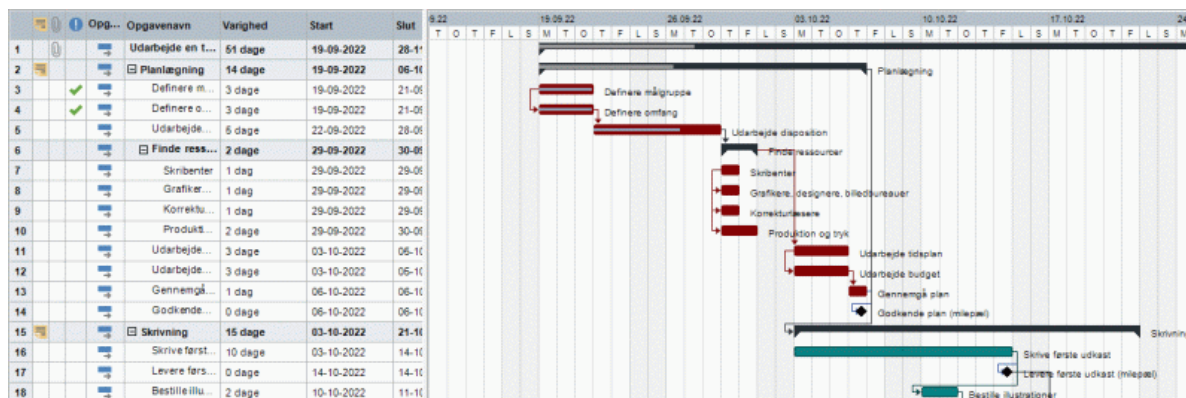 Opg... Opgavenavn Varighed Start Slut 9.22 19.09.22 26.09.22 03.10.22 10.10.22 17.10.22 24
T O T F L S M T O T F L S M T O T F L S M T O T F L S M T O T F L S M T O T F L S M
1 Udarbejde en t... 51 dage 19-09-2022 28-1
2 Planlægning 14 dage 19-09-2022 06-10 Planlægning
3 Definere m... 3 dage 19-09-2022 21-09 Definere målgruppe
4 Definere o... 3 dage 19-09-2022 21-09 Definere omfang
5 Udarbejde... 5 dage 22-09-2022 28-09 Udarbejde disposition
6 Finde ress... 2 dage 29-09-2022 30-09 Finde ressourcer
7 Skribenter 1 dag 29-09-2022 29-09 Skribenter
8 Grafiker... 1 dag 29-09-2022 29-09 Grafikere, designere, billedbureauer
9 Korrektu... 1 dag 29-09-2022 29-09 Korrekturlæsere
10 Produkti... 2 dage 29-09-2022 30-09 Produktion og tryk
11 Udarbejde... 3 dage 03-10-2022 06-10 Udarbejde tidsplan
12 Udarbejde... 3 dage 03-10-2022 06-10 Udarbejde budget
13 Gennemgå... 1 dag 06-10-2022 06-10 Gennemgå plan
14 Godkende... 0 dage 06-10-2022 06-10 Godkende plan (milepæl)
15 Skrivning 15 dage 03-10-2022 21-10 Skrivning
16 Skrive først... 10 dage 03-10-2022 14-10 Skrive første udkast
17 Levere førs... 0 dage 14-10-2022 14-10 Levere første udkast (milepæl)
18 Bestille illu... 2 dage 10-10-2022 11-10 Bestille illustrationer